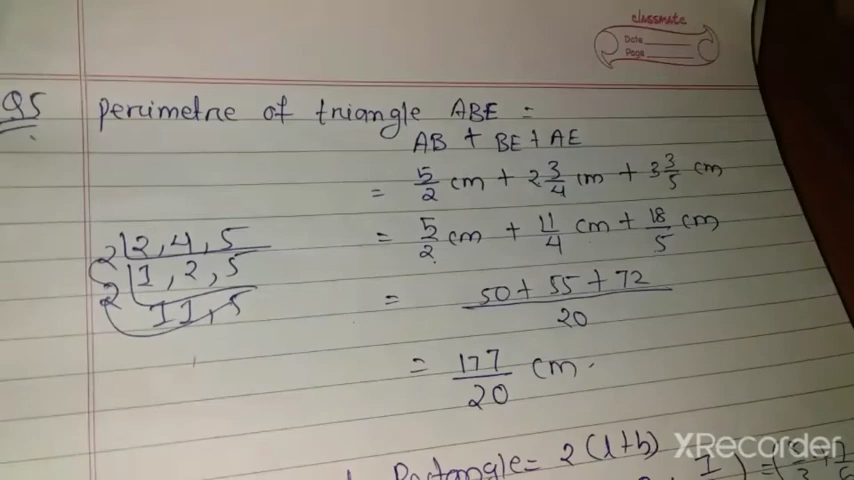 classmate
Date
Page
Q5 perimetre of triangle ABE =
AB + BE + AE
= 5/2 cm + 2 3/4 cm + 3 3/5 cm
= 5/2 cm + 11/4 cm + 18/5 cm
2 | 2, 4, 5
2 | 1, 2, 5
1 1, 5
= 50 + 55 + 72 / 20
= 177/20 cm.
Rectangle = 2 (l+b)
XRecorder